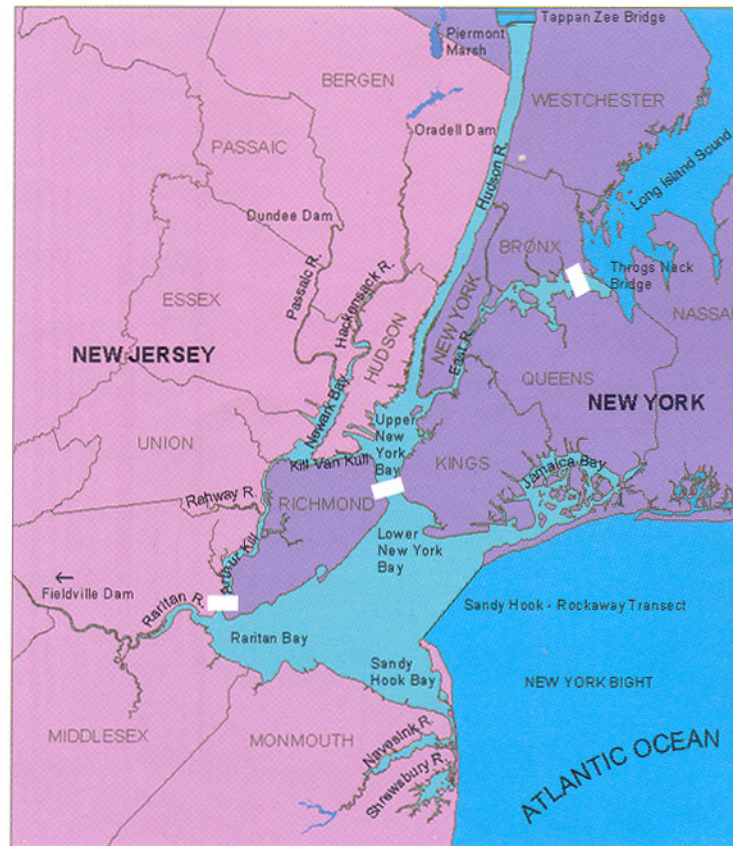 Tappan Zee Bridge
Piermont
Marsh
BERGEN
WESTCHESTER
Oradell Dam
PASSAIC
Hudson R.
Long Island Sound
Dundee Dam
BRONX
Throgs Neck
Bridge
Passaic R.
Hackensack R.
ESSEX
NASSAU
HUDSON
NEW YORK
East R.
NEW JERSEY
QUEENS
NEW YORK
Newark Bay
Upper
New
York
Bay
UNION
Kill Van Kull
KINGS
Jamaica Bay
Rahway R.
RICHMOND
Arthur Kill
Lower
New York
Bay
←
Fieldville Dam
Raritan R.
Sandy Hook - Rockaway Transect
Raritan Bay
Sandy
Hook Bay
NEW YORK BIGHT
MIDDLESEX
MONMOUTH
Navesink R.
Shrewsbury R.
ATLANTIC OCEAN